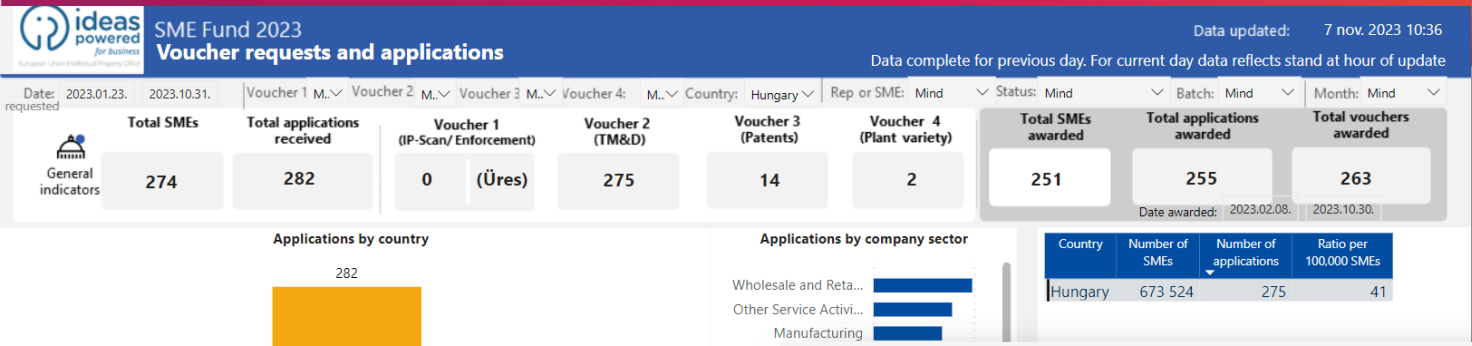 ideas
powered
for business
European Union Intellectual Property Office
SME Fund 2023
Voucher requests and applications
Data updated: 7 nov. 2023 10:36
Data complete for previous day. For current day data reflects stand at hour of update
Date: 2023.01.23. 2023.10.31. Voucher 1 M.. Voucher 2 M.. Voucher 3 M.. Voucher 4: M.. Country: Hungary Rep or SME: Mind Status: Mind Batch: Mind Month: Mind
requested
General
indicators
Total SMEs
274
Total applications
received
282
Voucher 1
(IP-Scan/ Enforcement)
0 (Üres)
Voucher 2
(TM&D)
275
Voucher 3
(Patents)
14
Voucher 4
(Plant variety)
2
Total SMEs
awarded
251
Total applications
awarded
255
Total vouchers
awarded
263
Date awarded: 2023.02.08. 2023.10.30.
Applications by country
282
Applications by company sector
Wholesale and Reta...
Other Service Activi...
Manufacturing
Country Number of SMEs Number of applications Ratio per 100,000 SMEs
Hungary 673 524 275 41